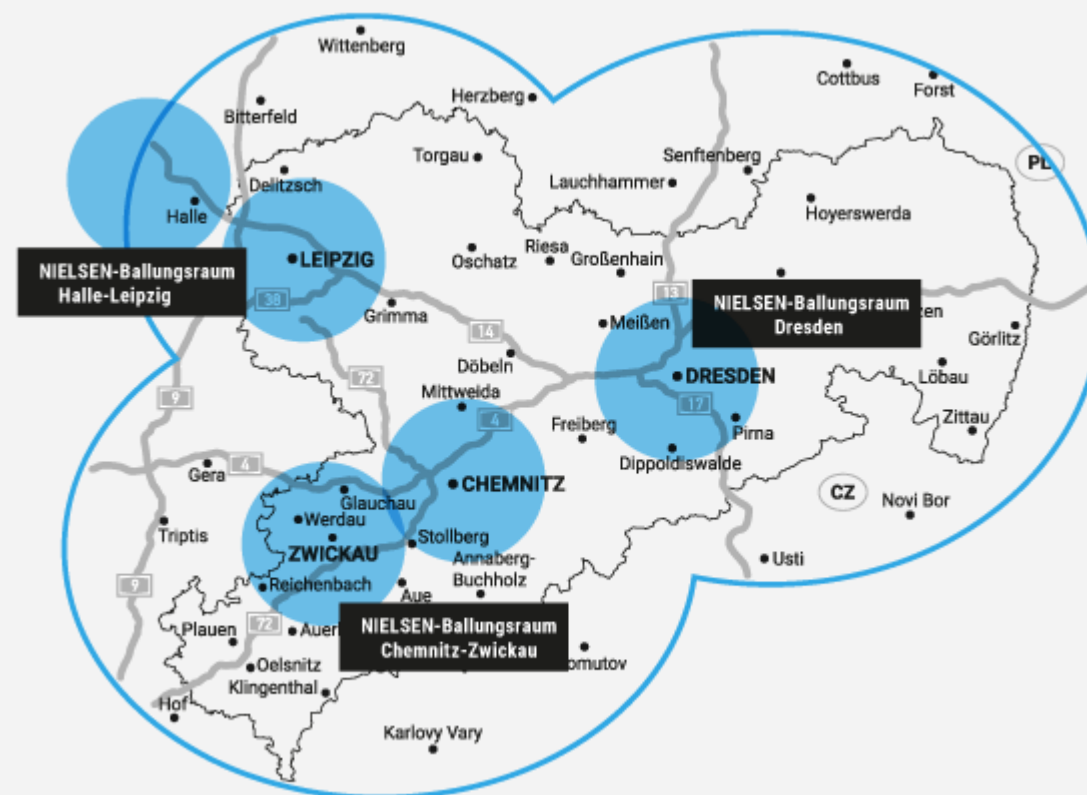 Wittenberg
Cottbus
Forst
Herzberg
Bitterfeld
Torgau
Senftenberg
PL
Delitzsch
Lauchhammer
Halle
Hoyerswerda
Riesa
Oschatz
Großenhain
LEIPZIG
NIELSEN-Ballungsraum
Halle-Leipzig
38
13
NIELSEN-Ballungsraum
Dresden
Grimma
Meißen
zen
Görlitz
14
Döbeln
72
DRESDEN
Löbau
9
Mittweida
17
4
Freiberg
Pirna
Zittau
Dippoldiswalde
4
Gera
CHEMNITZ
CZ
Glauchau
Novi Bor
Werdau
Triptis
Stollberg
ZWICKAU
Annaberg-
Buchholz
Usti
9
Reichenbach
Aue
NIELSEN-Ballungsraum
Chemnitz-Zwickau
72
Auer
Plauen
omutov
Oelsnitz
Klingenthal
Hof
Karlovy Vary